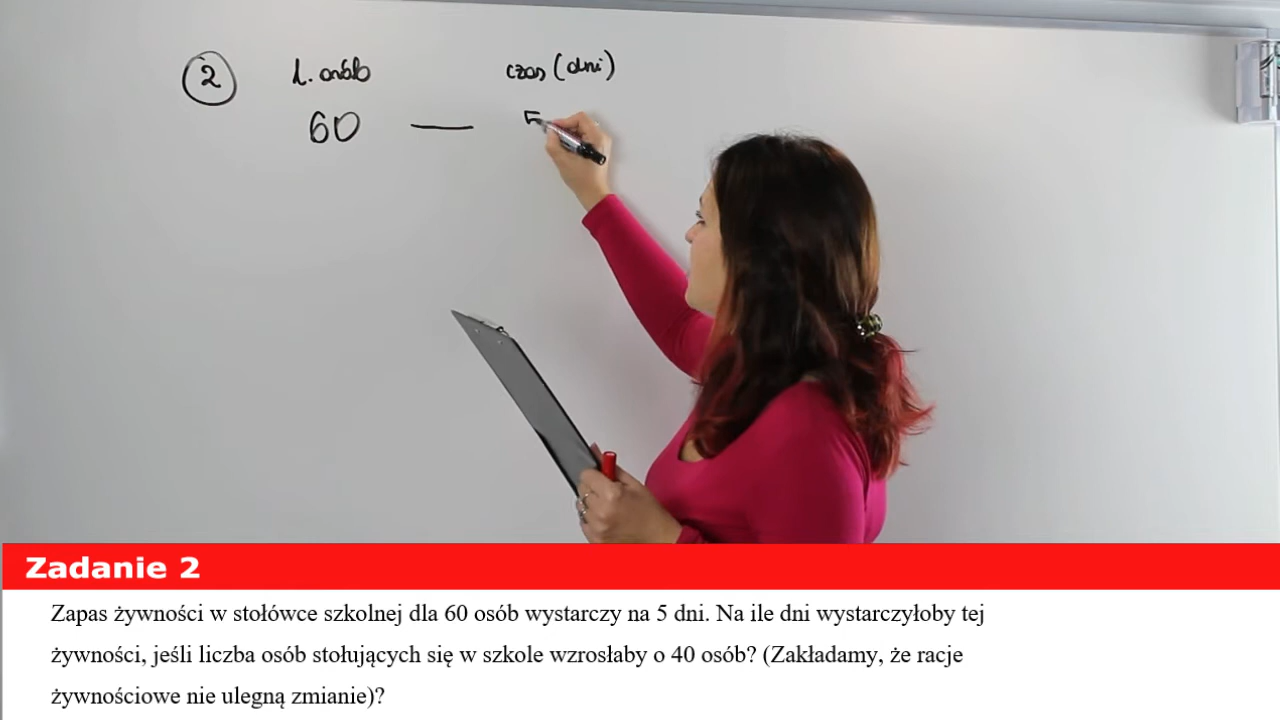 2 l. osób czas (dni)
60 — 5
Zadanie 2
Zapas żywności w stołówce szkolnej dla 60 osób wystarczy na 5 dni. Na ile dni wystarczyłoby tej
żywności, jeśli liczba osób stołujących się w szkole wzrosłaby o 40 osób? (Zakładamy, że racje
żywnościowe nie ulegną zmianie)?